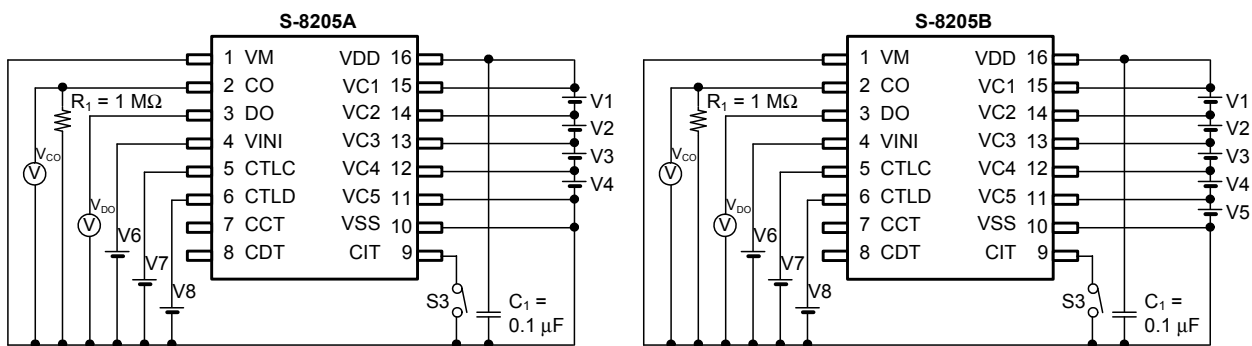 S-8205A
1 VM
VDD 16
2 CO
VC1 15
R1 = 1 MΩ
3 DO
VC2 14
4 VINI
VC3 13
5 CTLC
VC4 12
6 CTLD
VC5 11
7 CCT
VSS 10
8 CDT
CIT 9
VCO
V
VDO
V
V6
V7
V8
V1
V2
V3
V4
S3
C1 =
0.1 μF
S-8205B
1 VM
VDD 16
2 CO
VC1 15
R1 = 1 MΩ
3 DO
VC2 14
4 VINI
VC3 13
5 CTLC
VC4 12
6 CTLD
VC5 11
7 CCT
VSS 10
8 CDT
CIT 9
VCO
V
VDO
V
V6
V7
V8
V1
V2
V3
V4
V5
S3
C1 =
0.1 μF